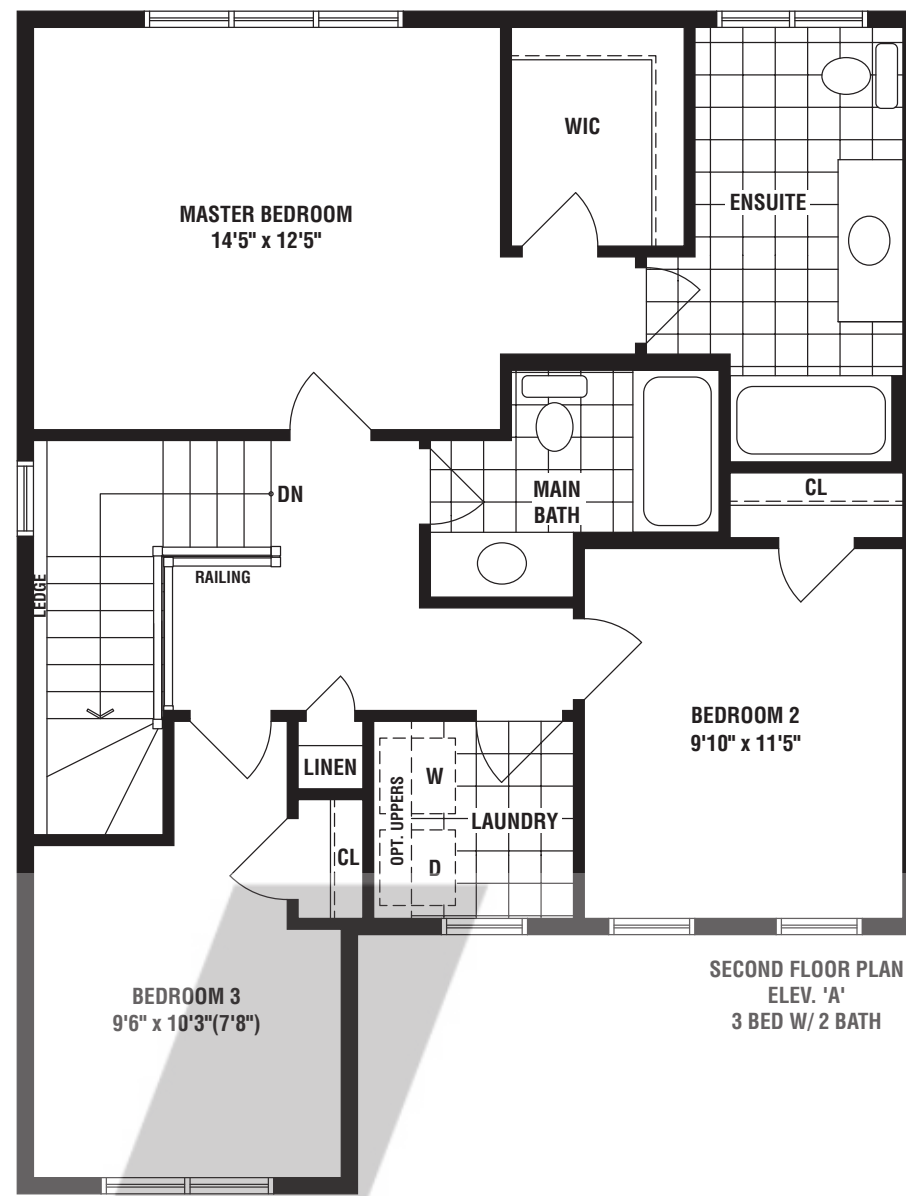 WIC
ENSUITE
MASTER BEDROOM
14'5" x 12'5"
CL
DN
MAIN
BATH
RAILING
LEDGE
BEDROOM 2
9'10" x 11'5"
LINEN
W
OPT. UPPERS
LAUNDRY
CL
D
BEDROOM 3
9'6" x 10'3"(7'8")
SECOND FLOOR PLAN
ELEV. 'A'
3 BED W/ 2 BATH